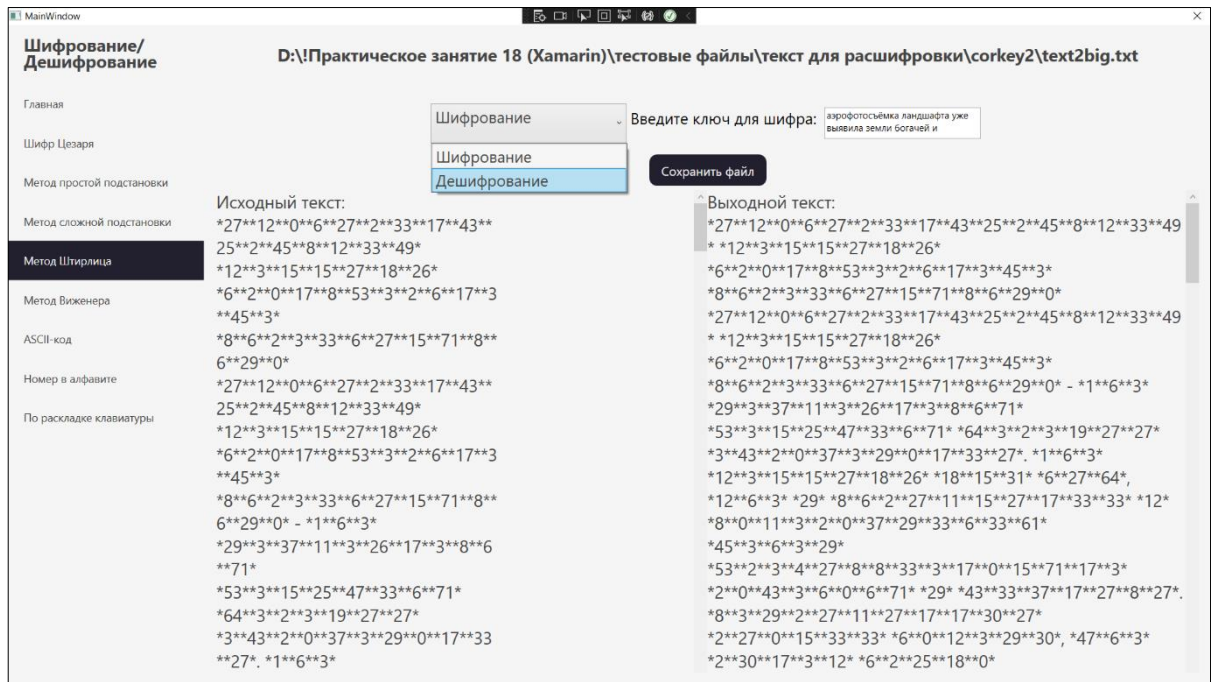 MainWindow
Шифрование/
Дешифрование
D:\!Практическое занятие 18 (Xamarin)\тестовые файлы\текст для расшифровки\corkey2\text2big.txt
Главная
Шифр Цезаря
Метод простой подстановки
Метод сложной подстановки
Метод Штирлица
Метод Виженера
ASCII-код
Номер в алфавите
По раскладке клавиатуры
Шифрование
Шифрование
Дешифрование
Введите ключ для шифра:
аэрофотосъёмка ландшафта уже
выявила земли богачей и
Сохранить файл
Исходный текст:
*27**12**0**6**27**2**33**17**43**
25**2**45**8**12**33**49*
*12**3**15**15**27**18**26*
*6**2**0**17**8**53**3**2**6**17**3
**45**3*
*8**6**2**3**33**6**27**15**71**8**
6**29**0*
*27**12**0**6**27**2**33**17**43**
25**2**45**8**12**33**49*
*12**3**15**15**27**18**26*
*6**2**0**17**8**53**3**2**6**17**3
**45**3*
*8**6**2**3**33**6**27**15**71**8**
6**29**0* - *1**6**3*
*29**3**37**11**3**26**17**3**8**6
**71*
*53**3**15**25**47**33**6**71*
*64**3**2**3**19**27**27*
*3**43**2**0**37**3**29**0**17**33
**27*. *1**6**3*
Выходной текст:
*27**12**0**6**27**2**33**17**43**25**2**45**8**12**33**49
* *12**3**15**15**27**18**26*
*6**2**0**17**8**53**3**2**6**17**3**45**3*
*8**6**2**3**33**6**27**15**71**8**6**29**0*
*27**12**0**6**27**2**33**17**43**25**2**45**8**12**33**49
* *12**3**15**15**27**18**26*
*6**2**0**17**8**53**3**2**6**17**3**45**3*
*8**6**2**3**33**6**27**15**71**8**6**29**0* - *1**6**3*
*29**3**37**11**3**26**17**3**8**6**71*
*53**3**15**25**47**33**6**71* *64**3**2**3**19**27**27*
*3**43**2**0**37**3**29**0**17**33**27*. *1**6**3*
*12**3**15**15**27**18**26* *18**15**31* *6**27**64*,
*12**6**3* *29* *8**6**2**27**11**15**27**17**33**33* *12*
*8**0**11**3**2**0**37**29**33**6**33**61*
*45**3**6**3**29*
*53**2**3**4**27**8**8**33**3**17**0**15**71**17**3*
*2**0**43**3**6**0**6**71* *29* *43**33**37**17**27**8**27*.
*8**3**29**2**27**11**27**17**17**30**27*
*2**27**0**15**33**33* *6**0**12**3**29**30*, *47**6**3*
*2**30**17**3**12* *6**2**25**18**0*